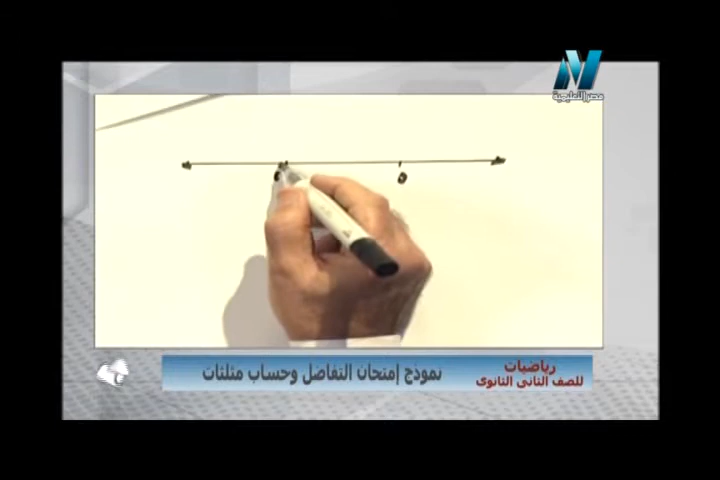 مصر التعليمية
رياضيات
للصف الثانى الثانوى
نموذج إمتحان التفاضل وحساب مثلثات